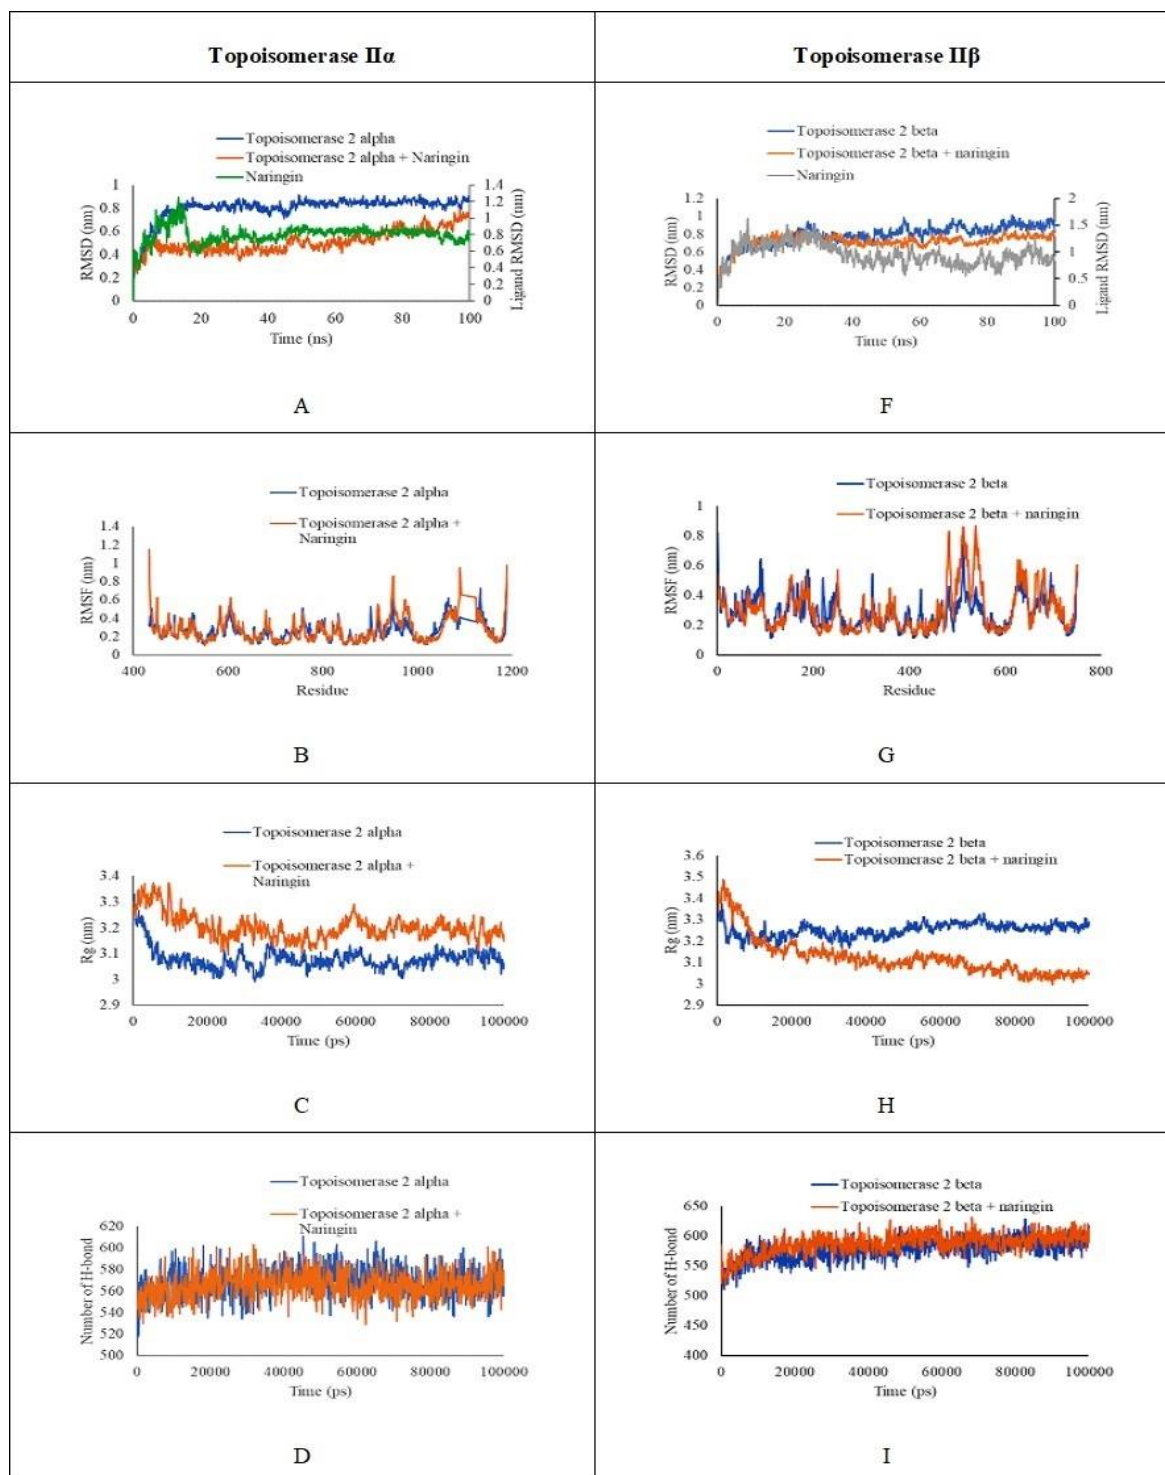 Topoisomerase IIα
Topoisomerase IIβ
Topoisomerase 2 alpha
Topoisomerase 2 alpha + Naringin
Naringin
RMSD (nm)
1
0.8
0.6
0.4
0.2
0
1.4
1.2
1
0.8
0.6
0.4
0.2
0
Ligand RMSD (nm)
0 20 40 60 80 100
Time (ns)
A
Topoisomerase 2 beta
Topoisomerase 2 beta + naringin
Naringin
RMSD (nm)
1.2
1
0.8
0.6
0.4
0.2
0
2
1.5
1
0.5
0
Ligand RMSD (nm)
0 20 40 60 80 100
Time (ns)
F
Topoisomerase 2 alpha
Topoisomerase 2 alpha +
Naringin
RMSF (nm)
1.4
1.2
1
0.8
0.6
0.4
0.2
0
400 600 800 1000 1200
Residue
B
Topoisomerase 2 beta
Topoisomerase 2 beta + naringin
RMSF (nm)
1
0.8
0.6
0.4
0.2
0
0 200 400 600 800
Residue
G
Topoisomerase 2 alpha
Topoisomerase 2 alpha +
Naringin
Rg (nm)
3.4
3.3
3.2
3.1
3
2.9
0 20000 40000 60000 80000 100000
Time (ps)
C
Topoisomerase 2 beta
Topoisomerase 2 beta + naringin
Rg (nm)
3.6
3.5
3.4
3.3
3.2
3.1
3
2.9
0 20000 40000 60000 80000 100000
Time (ps)
H
Topoisomerase 2 alpha
Topoisomerase 2 alpha +
Naringin
Number of H-bond
620
600
580
560
540
520
500
0 20000 40000 60000 80000 100000
Time (ps)
D
Topoisomerase 2 beta
Topoisomerase 2 beta + naringin
Number of H-bond
650
600
550
500
450
400
0 20000 40000 60000 80000 100000
Time (ps)
I